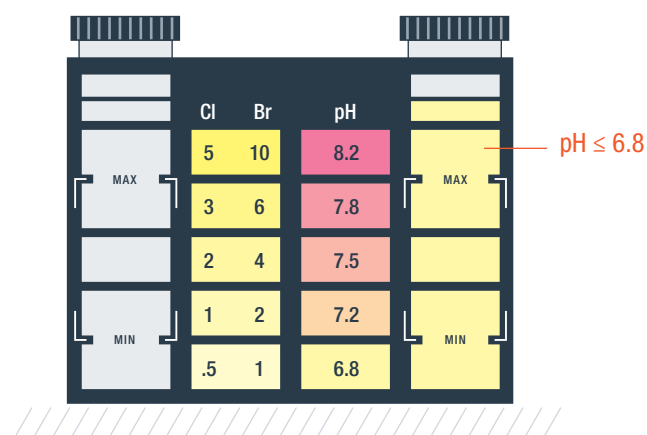 Cl Br pH
5 10 8.2
pH ≤ 6.8
MAX MAX
3 6 7.8
2 4 7.5
1 2 7.2
MIN MIN
.5 1 6.8